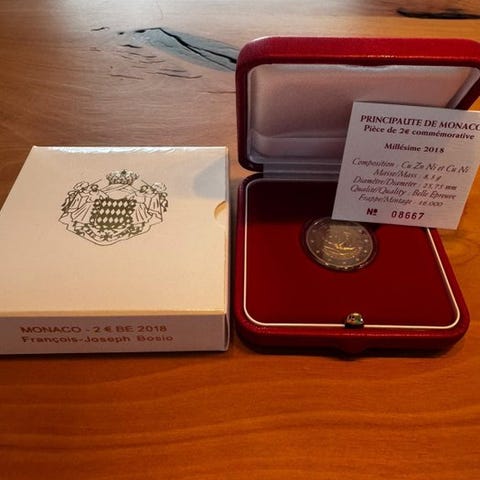 PRINCIPAUTE DE MONACO
Pièce de 2€ commémorative
Millésime 2018
Composition : Cu Zn Ni et Cu Ni
Masse/Mass : 8,5 g
Diamètre/Diameter : 25,75 mm
Qualité/Quality : Belle Epreuve
Frappe/Mintage : 16.000
No 08667
MONACO - 2 € BE 2018
François-Joseph Bosio